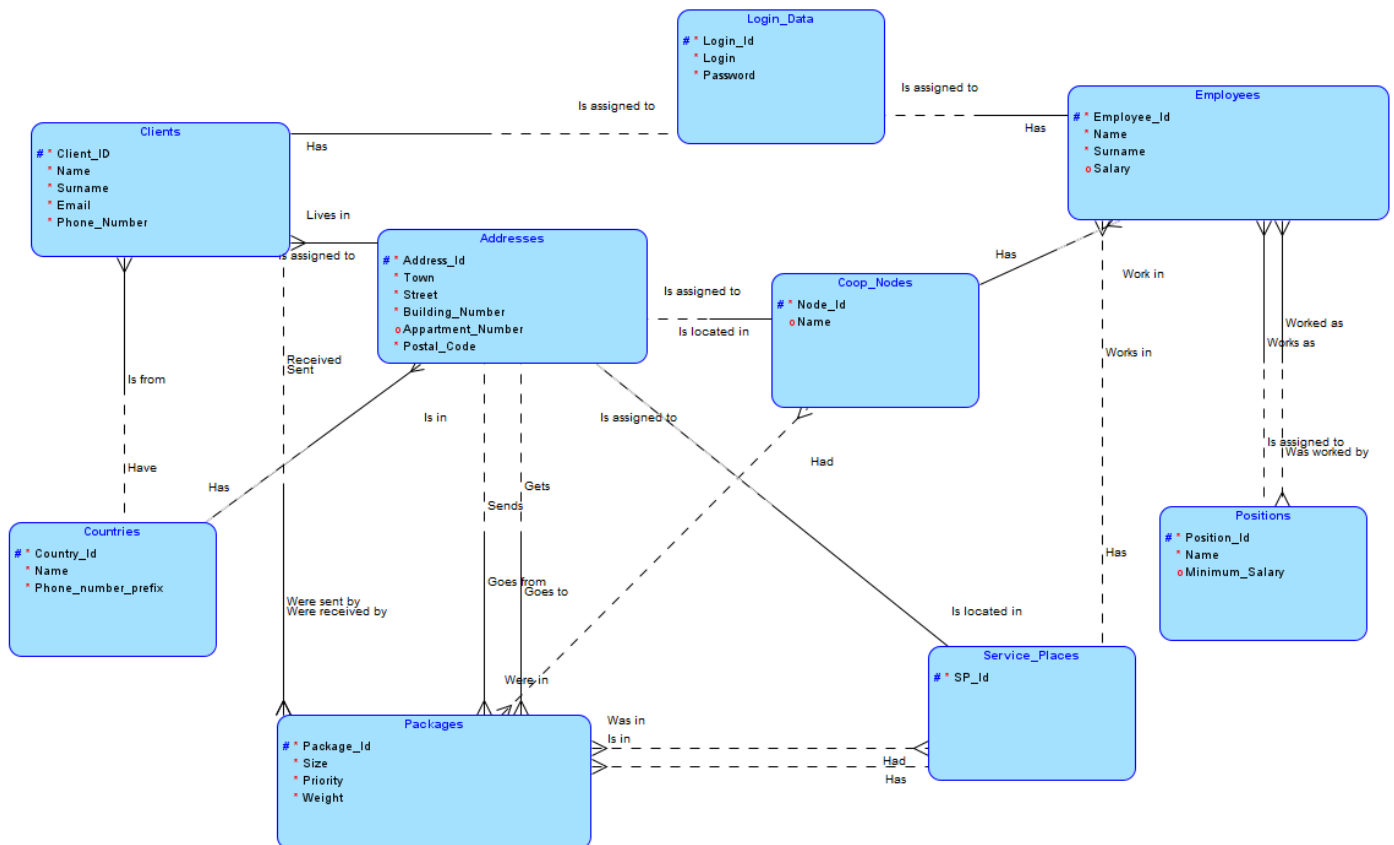 Login_Data
# * Login_Id
* Login
* Password
Is assigned to
Is assigned to
Employees
# * Employee_Id
* Name
* Surname
o Salary
Has
Clients
# * Client_ID
* Name
* Surname
* Email
* Phone_Number
Has
Lives in
Is assigned to
Addresses
# * Address_Id
* Town
* Street
* Building_Number
o Appartment_Number
* Postal_Code
Has
Is assigned to
Is located in
Coop_Nodes
# * Node_Id
o Name
Work in
Works in
Worked as
Works as
Received
Sent
Is from
Is in
Is assigned to
Is assigned to
Was worked by
Had
Have
Has
Gets
Sends
Positions
# * Position_Id
* Name
o Minimum_Salary
Countries
# * Country_Id
* Name
* Phone_number_prefix
Has
Goes from
Goes to
Were sent by
Were received by
Is located in
Service_Places
# * SP_Id
Were in
Packages
# * Package_Id
* Size
* Priority
* Weight
Was in
Is in
Had
Has